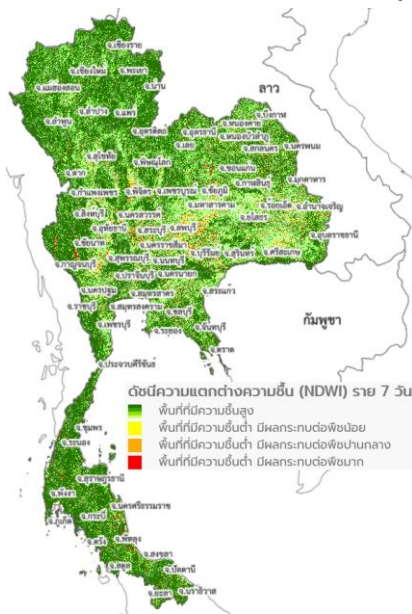 จ.เชียงราย
จ.เชียงใหม่
จ.พะเยา
จ.แม่ฮ่องสอน
จ.น่าน
ลาว
จ.ลำปาง
จ.แพร่
จ.บึงกาฬ
จ.ลำพูน
จ.อุตรดิตถ์
จ.อุดรธานี
จ.หนองคาย
จ.หนองบัวลำภู
จ.เลย
จ.สกลนคร
จ.นครพนม
จ.สุโขทัย
จ.พิษณุโลก
จ.ตาก
จ.ขอนแก่น
จ.กาฬสินธุ์
จ.มุกดาหาร
จ.กำแพงเพชร
จ.พิจิตร
จ.เพชรบูรณ์
จ.ชัยภูมิ
จ.มหาสารคาม
จ.ร้อยเอ็ด
จ.อำนาจเจริญ
จ.ยโสธร
จ.สิงห์บุรี
จ.นครสวรรค์
จ.อุทัยธานี
จ.สระบุรี
จ.ลพบุรี
จ.อุบลราชธานี
จ.ชัยนาท
จ.นครราชสีมา
จ.สุพรรณบุรี
จ.นนทบุรี
จ.บุรีรัมย์
จ.สุรินทร์
จ.ศรีสะเกษ
จ.กาญจนบุรี
จ.ปราจีนบุรี
จ.นครนายก
จ.นครปฐม
จ.สมุทรสาคร
จ.สระแก้ว
จ.ราชบุรี
จ.สมุทรสงคราม
จ.ชลบุรี
จ.เพชรบุรี
จ.ระยอง
จ.จันทบุรี
กัมพูชา
จ.ตราด
จ.ประจวบคีรีขันธ์
ดัชนีความแตกต่างความชื้น (NDWI) ราย 7 วัน
พื้นที่ที่มีความชื้นสูง
พื้นที่ที่มีความชื้นต่ำ มีผลกระทบต่อพืชน้อย
พื้นที่ที่มีความชื้นต่ำ มีผลกระทบต่อพืชปานกลาง
พื้นที่ที่มีความชื้นต่ำ มีผลกระทบต่อพืชมาก
จ.ชุมพร
จ.ระนอง
จ.สุราษฎร์ธานี
จ.พังงา
จ.นครศรีธรรมราช
จ.กระบี่
จ.ภูเก็ต
จ.ตรัง
จ.พัทลุง
จ.สงขลา
จ.สตูล
จ.ปัตตานี
จ.ยะลา
จ.นราธิวาส